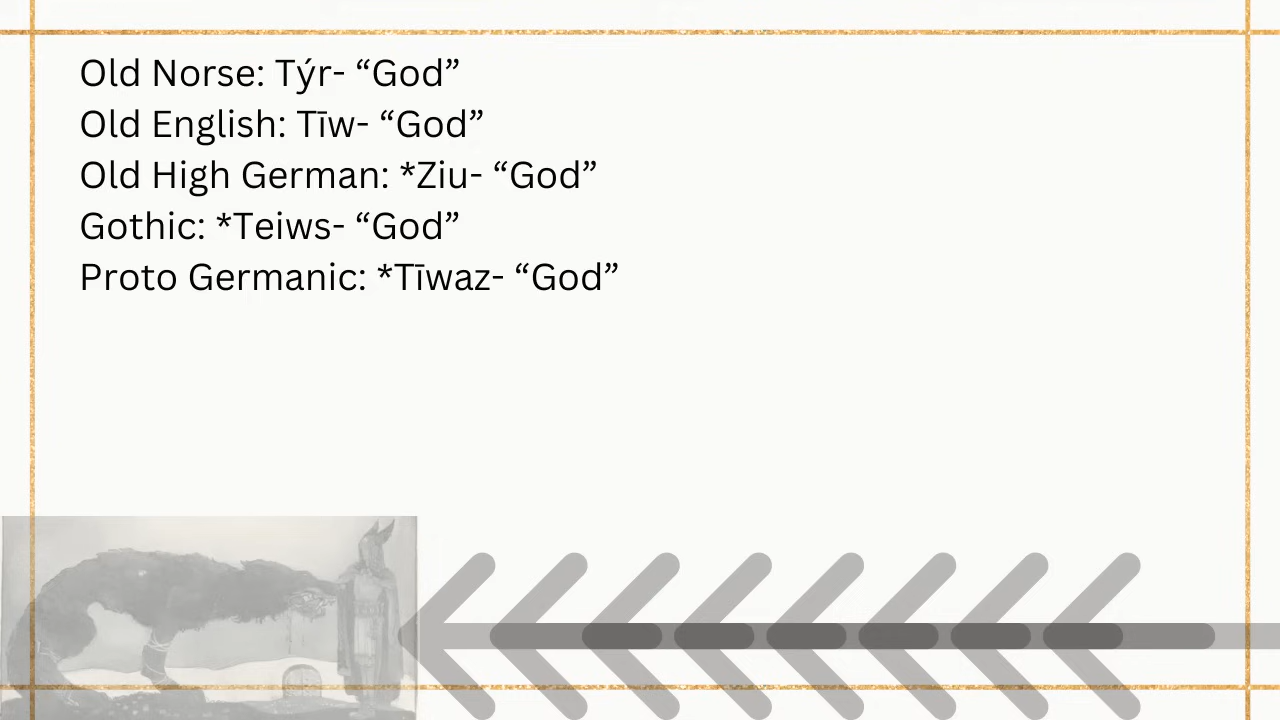 Old Norse: Týr- “God”
Old English: Tīw- “God”
Old High German: *Ziu- “God”
Gothic: *Teiws- “God”
Proto Germanic: *Tīwaz- “God”